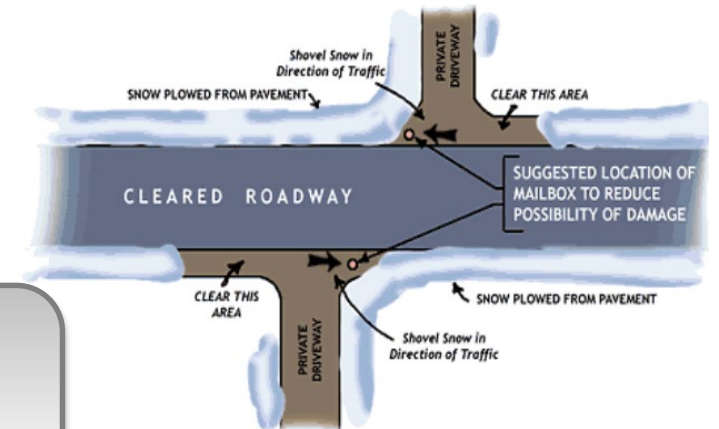 Shovel Snow in
Direction of Traffic
PRIVATE
DRIVEWAY
SNOW PLOWED FROM PAVEMENT
CLEAR THIS AREA
CLEARED ROADWAY
SUGGESTED LOCATION OF
MAILBOX TO REDUCE
POSSIBILITY OF DAMAGE
CLEAR THIS
AREA
SNOW PLOWED FROM PAVEMENT
PRIVATE
DRIVEWAY
Shovel Snow in
Direction of Traffic